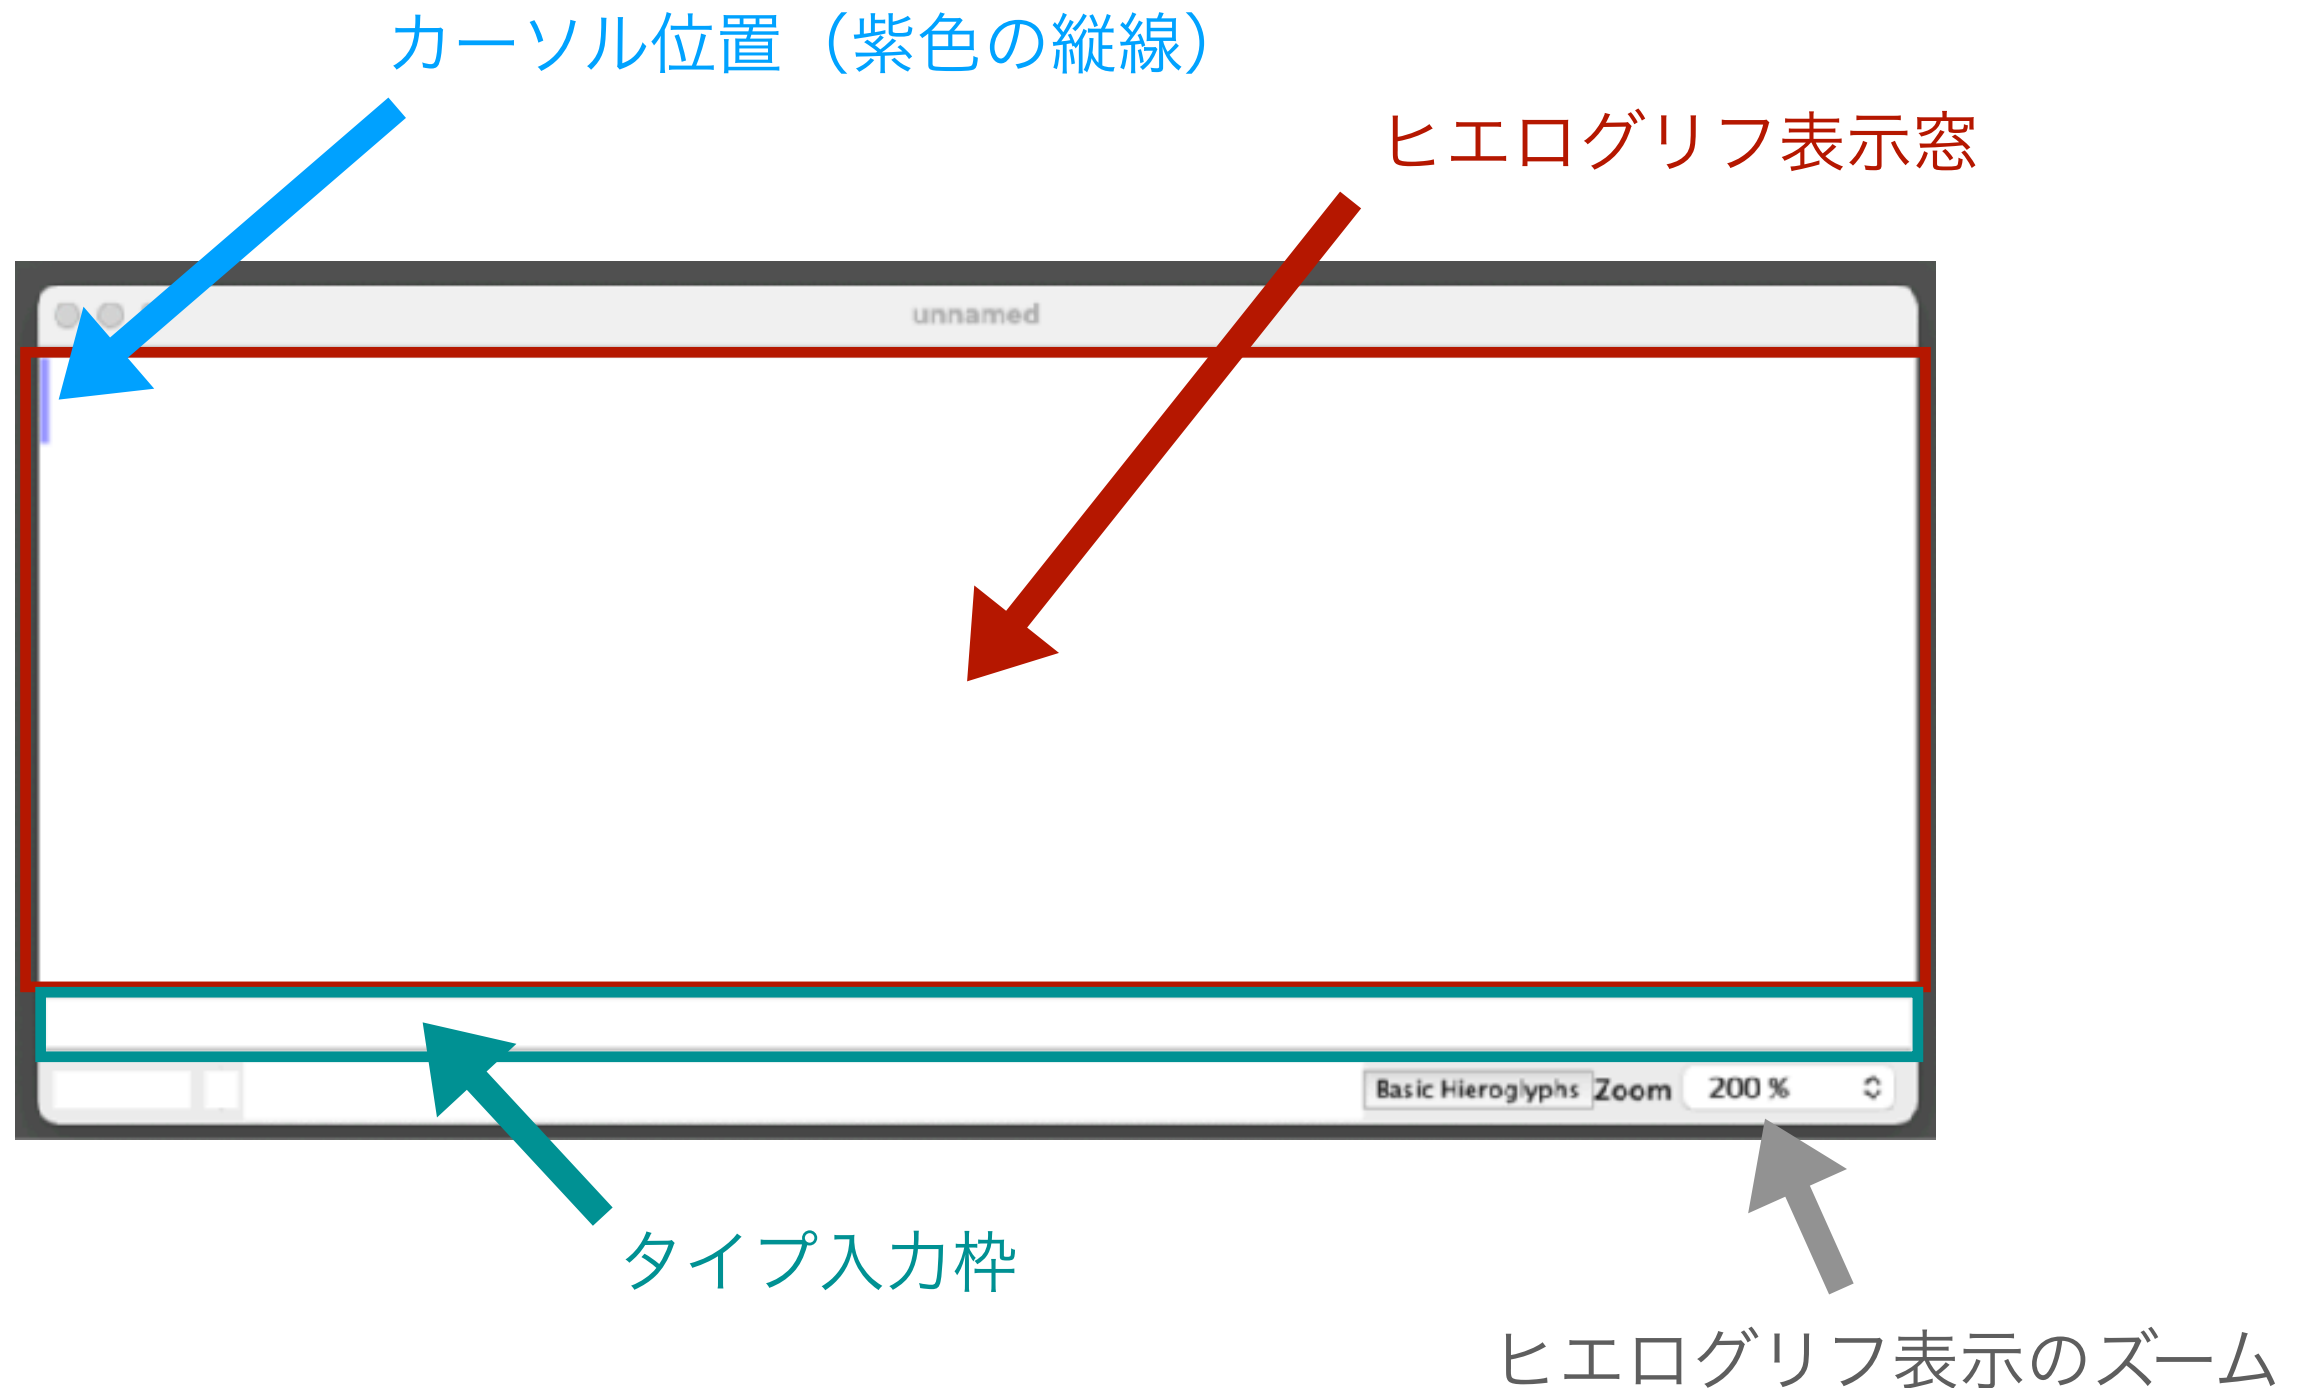 カーソル位置（紫色の縦線）
ヒエログリフ表示窓
unnamed
Basic Hieroglyphs Zoom 200 %
タイプ入力枠
ヒエログリフ表示のズーム